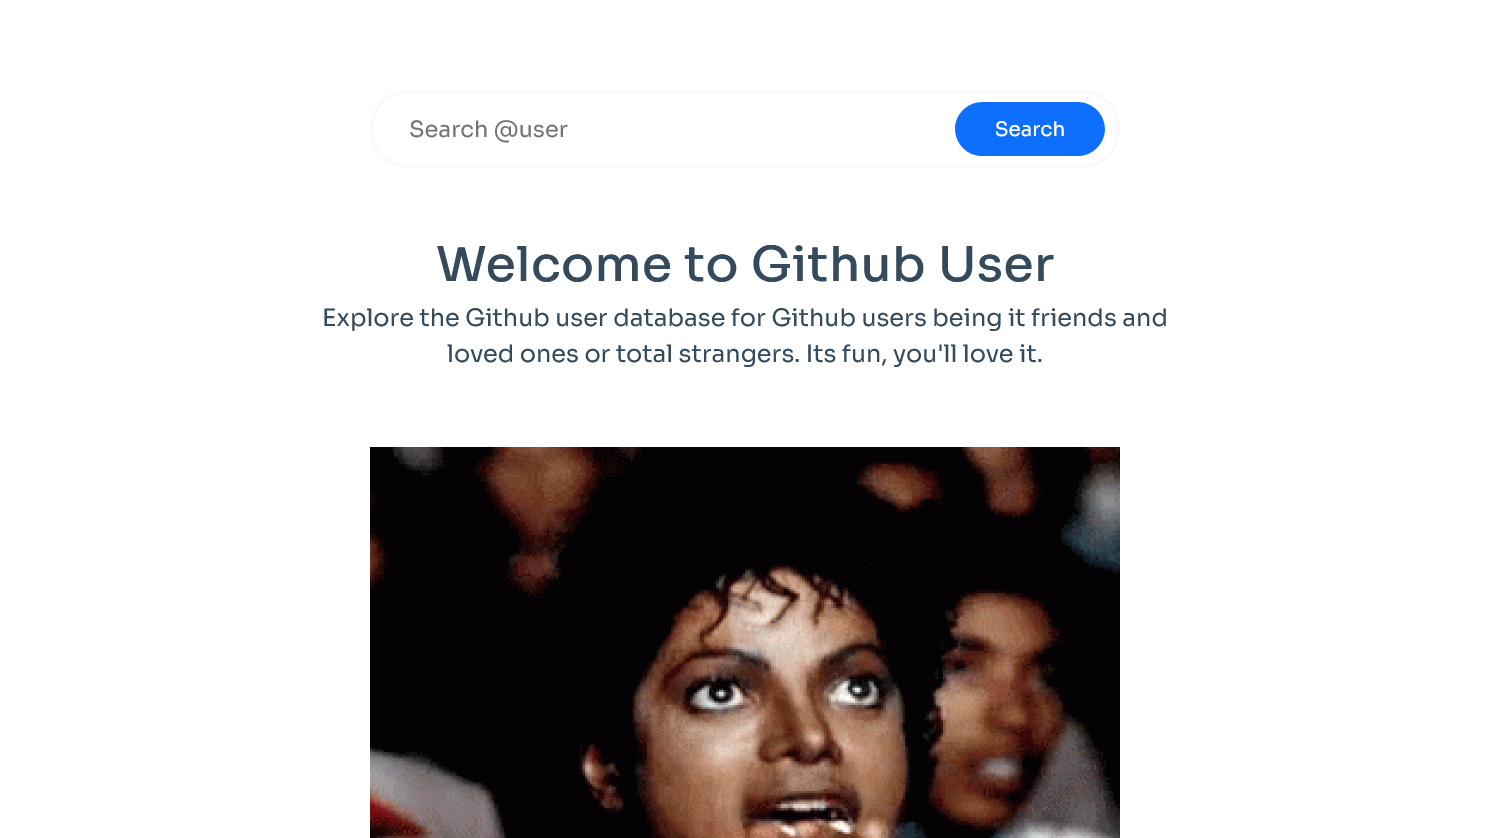 Search @user
Search
Welcome to Github User
Explore the Github user database for Github users being it friends and
loved ones or total strangers. Its fun, you'll love it.